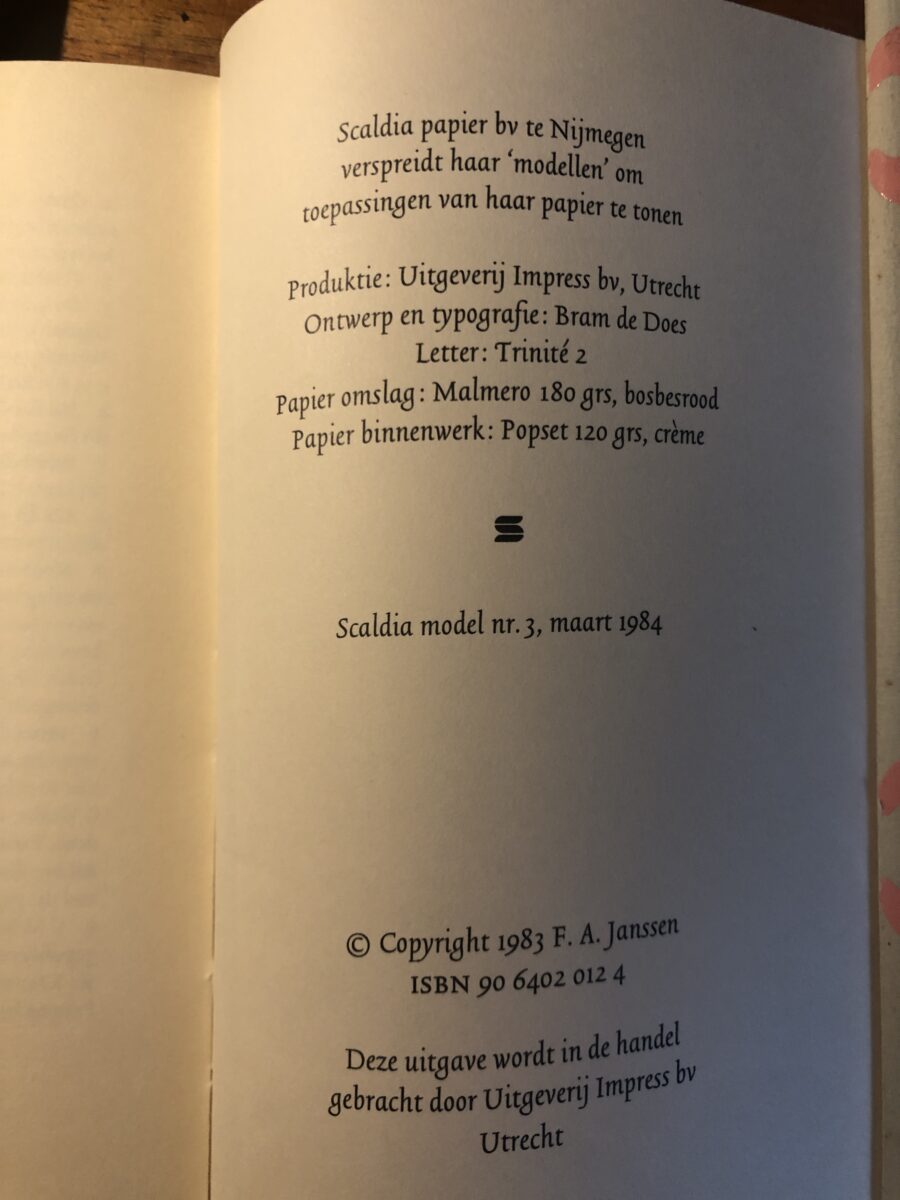 Scaldia papier bv te Nijmegen
verspreidt haar ‘modellen’ om
toepassingen van haar papier te tonen
Produktie: Uitgeverij Impress bv, Utrecht
Ontwerp en typografie: Bram de Does
Letter: Trinité 2
Papier omslag: Malmero 180 grs, bosbesrood
Papier binnenwerk: Popset 120 grs, crème
Scaldia model nr. 3, maart 1984
© Copyright 1983 F. A. Janssen
ISBN 90 6402 012 4
Deze uitgave wordt in de handel
gebracht door Uitgeverij Impress bv
Utrecht